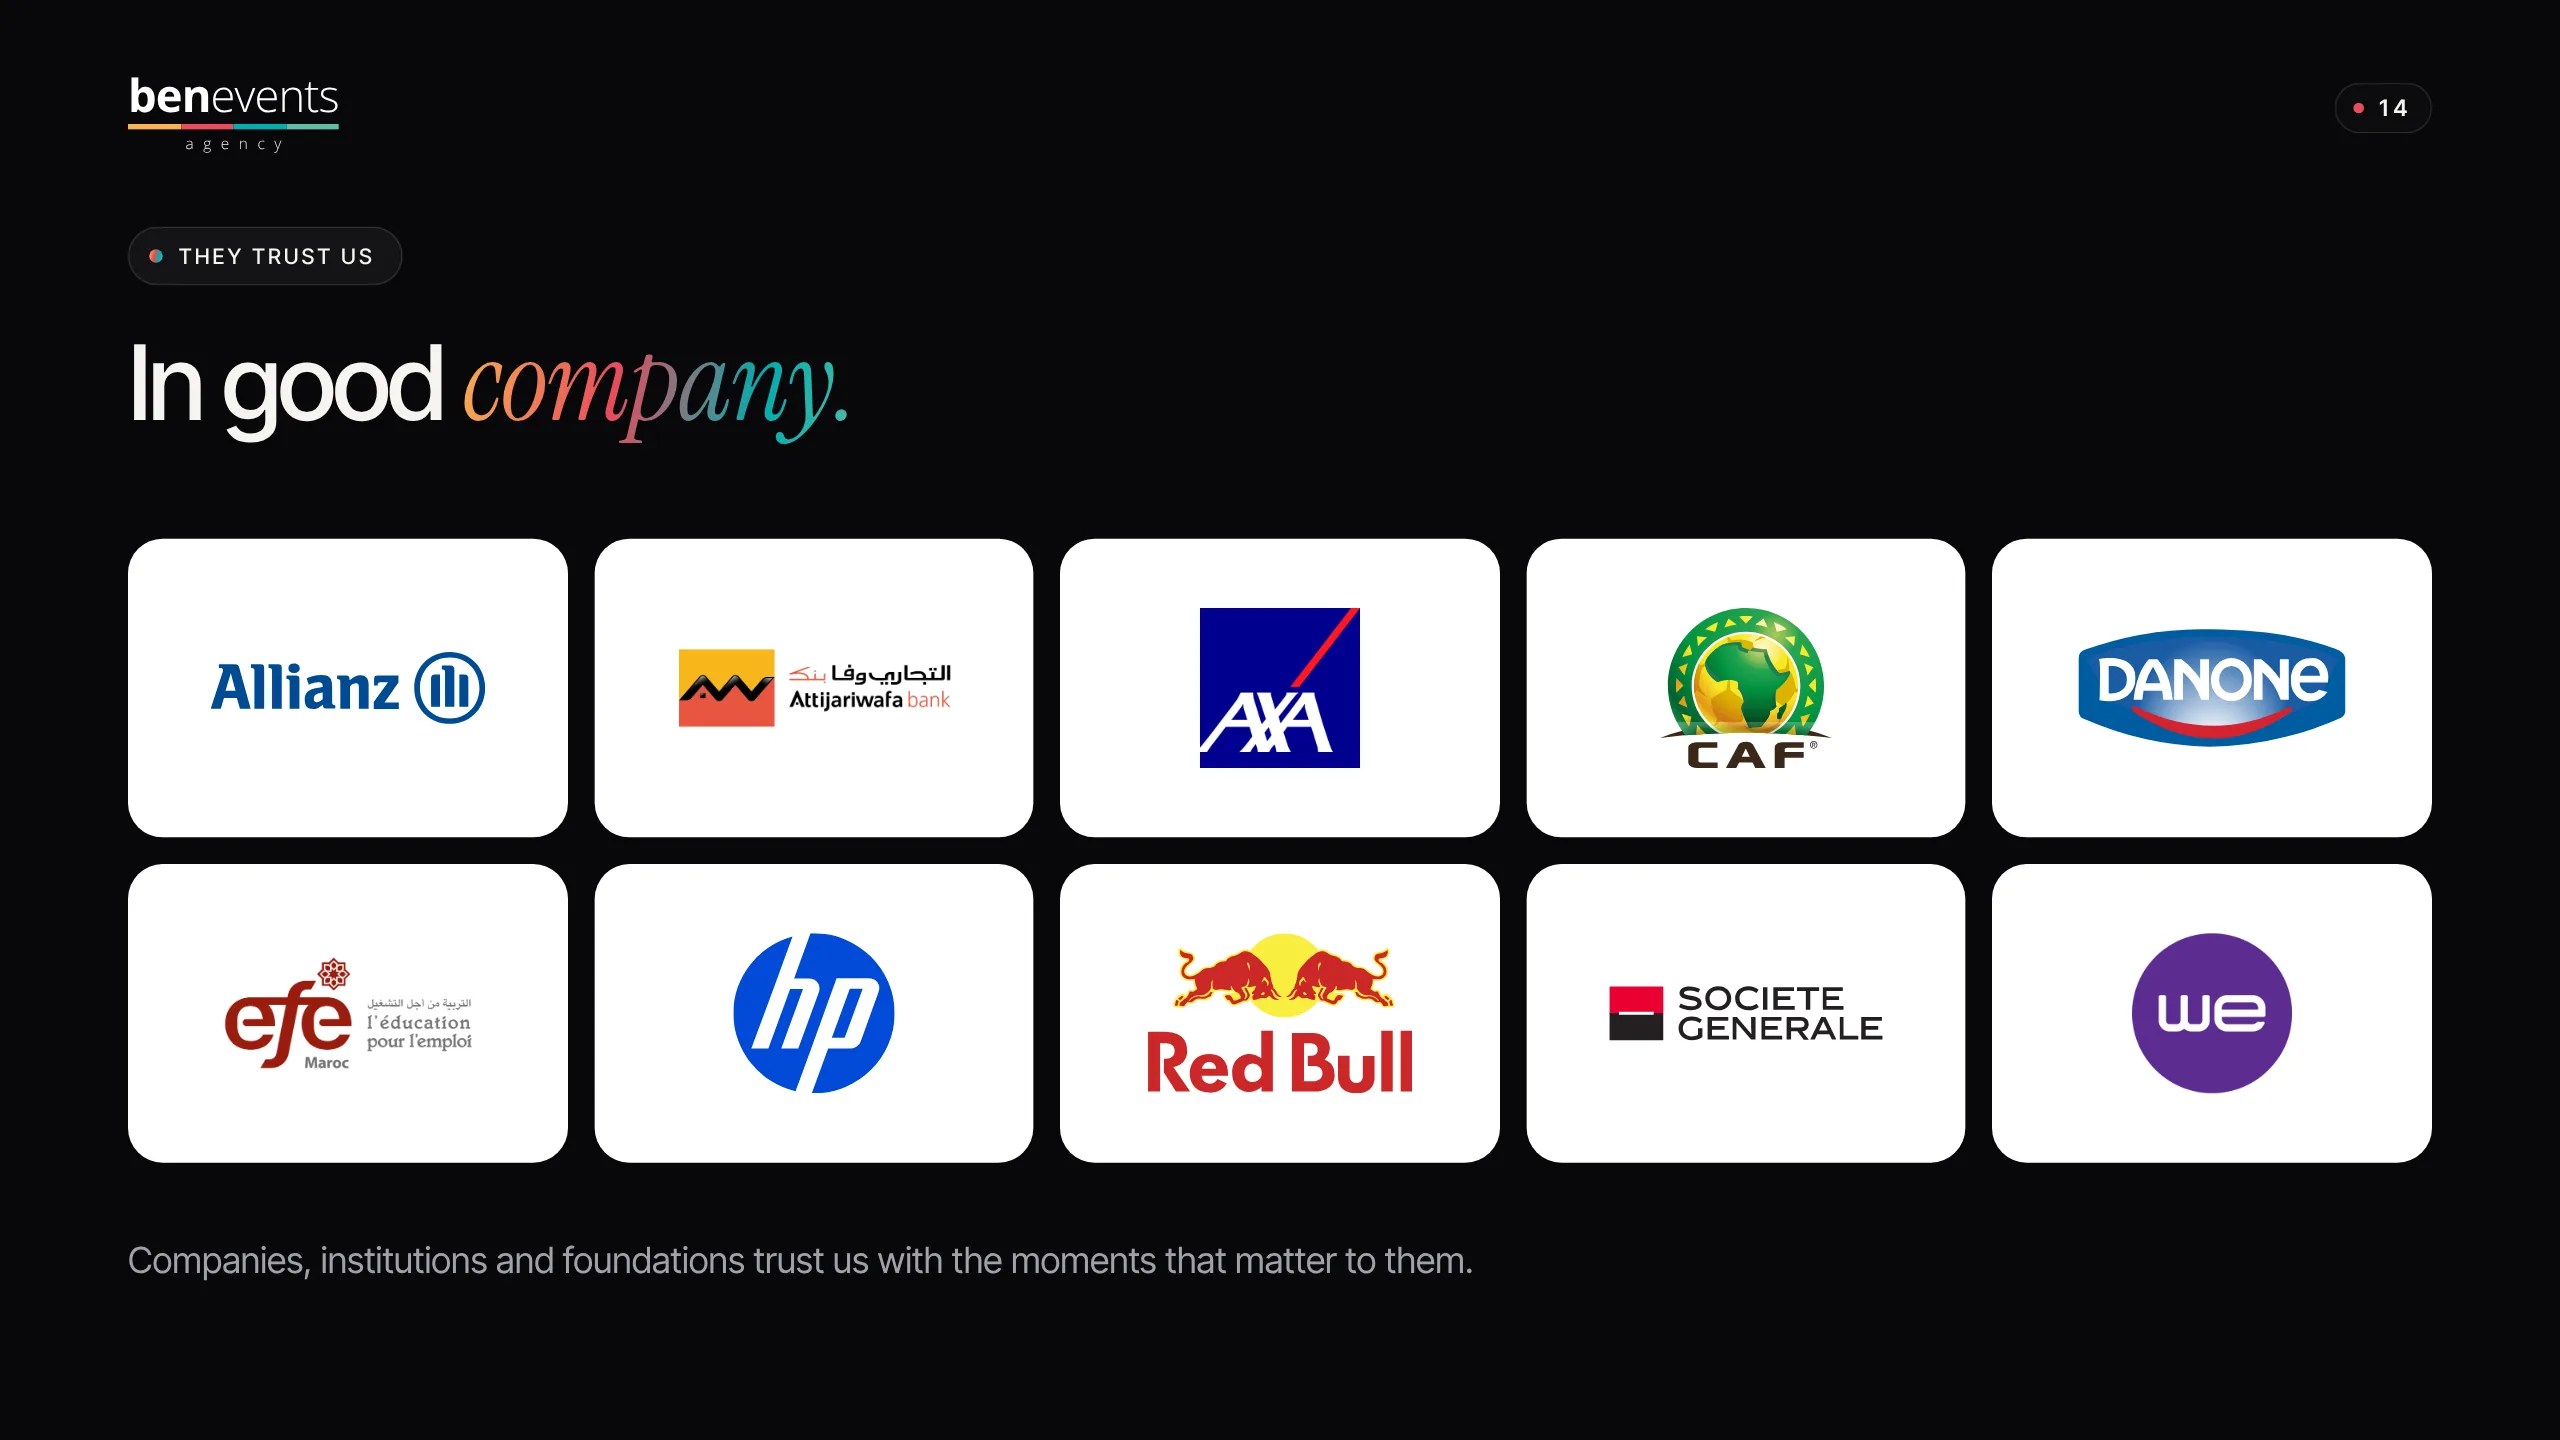 benevents
agency
14
THEY TRUST US
In good company.
Allianz
التجاري وفا بنك
Attijariwafa bank
AXA
CAF®
DANONE
efe
Maroc
التربية من أجل التشغيل
l'éducation
pour l'emploi
hp
Red Bull
SOCIETE
GENERALE
we
Companies, institutions and foundations trust us with the moments that matter to them.